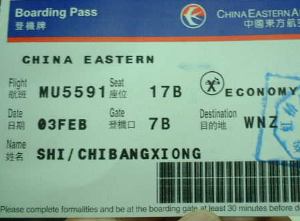 Boarding Pass
CHINA EASTERN
登機牌
中國東方航空
CHINA EASTERN
Flight Seat
航班 MU5591 座位 17B ECONOMY
Date Gate Destination
日期 03FEB 登機口 7B 目的地 WNZ
Name
姓名 SHI/CHIBANGXIONG
Please complete formalities and be at the boarding gate at least 30 minutes before d